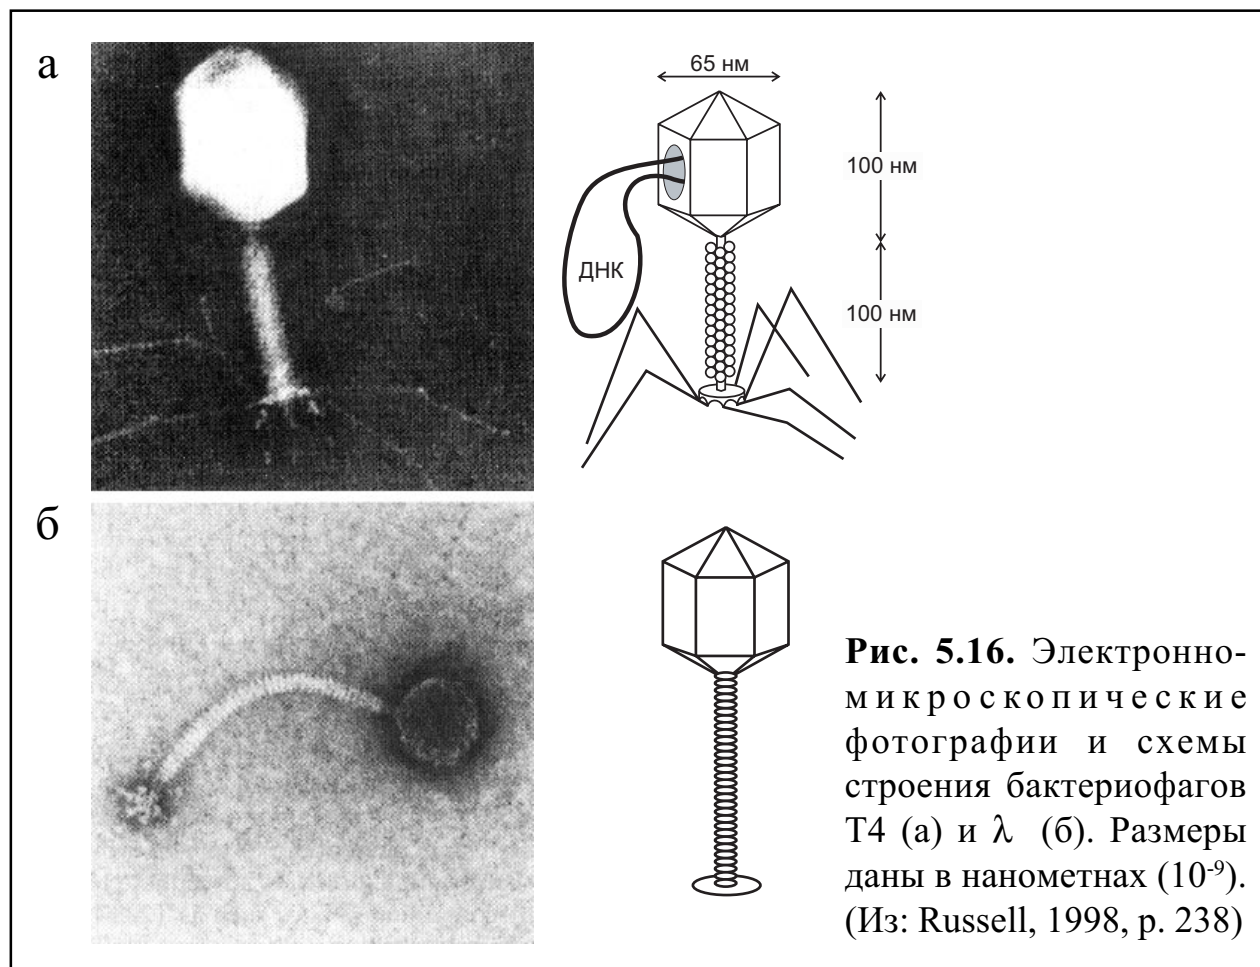 а
65 нм
100 нм
ДНК
100 нм
б
Рис. 5.16. Электронно-
микроскопические
фотографии и схемы
строения бактериофагов
Т4 (а) и λ (б). Размеры
даны в нанометнах (10⁻⁹).
(Из: Russell, 1998, p. 238)